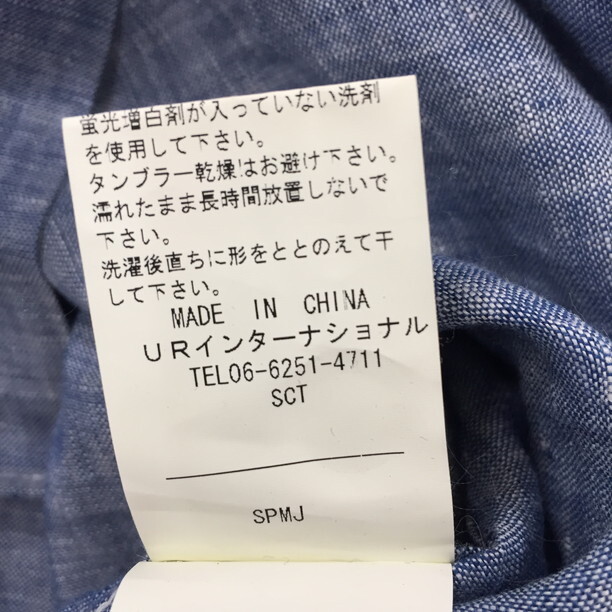 蛍光増白剤が入っていない洗剤
を使用して下さい。
タンブラー乾燥はお避け下さい。
濡れたまま長時間放置しないで
下さい。
洗濯後直ちに形をととのえて干
して下さい。
MADE IN CHINA
URインターナショナル
TEL06-6251-4711
SCT
SPMJ